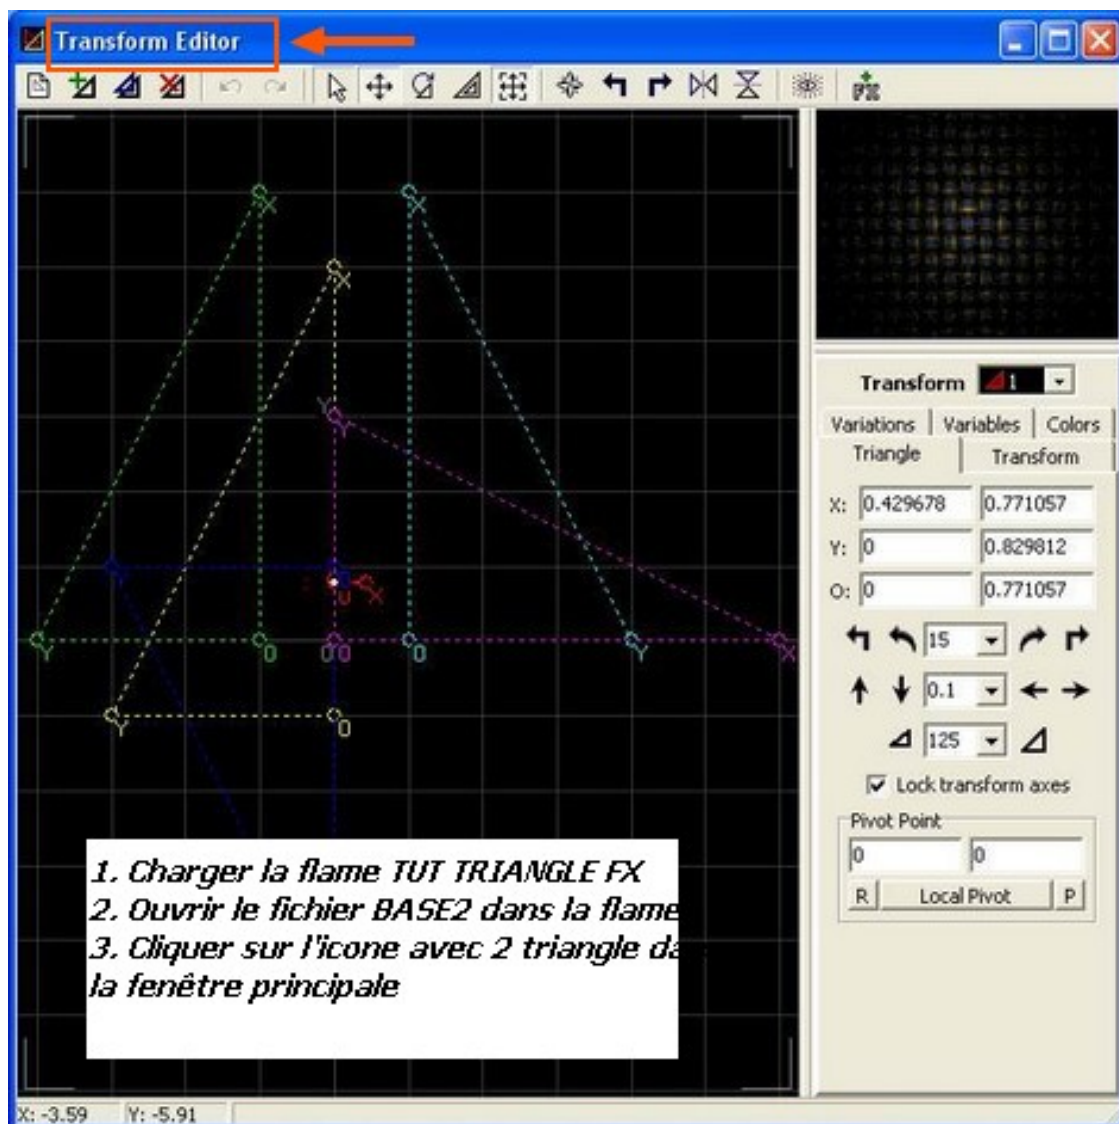 Transform Editor
FX
X
X
X
Y
Y
Y
X
Y
O
O
O
O
Y
X
Y
O
Transform 1
Variations Variables Colors
Triangle Transform
X: 0.429678 0.771057
Y: 0 0.829812
O: 0 0.771057
15
0.1
125
Lock transform axes
Pivot Point
0 0
R Local Pivot P
1. Charger la flame TUT TRIANGLE FX
2. Ouvrir le fichier BASE2 dans la flame
3. Cliquer sur l'icone avec 2 triangle da
la fenêtre principale
X: -3.59 Y: -5.91